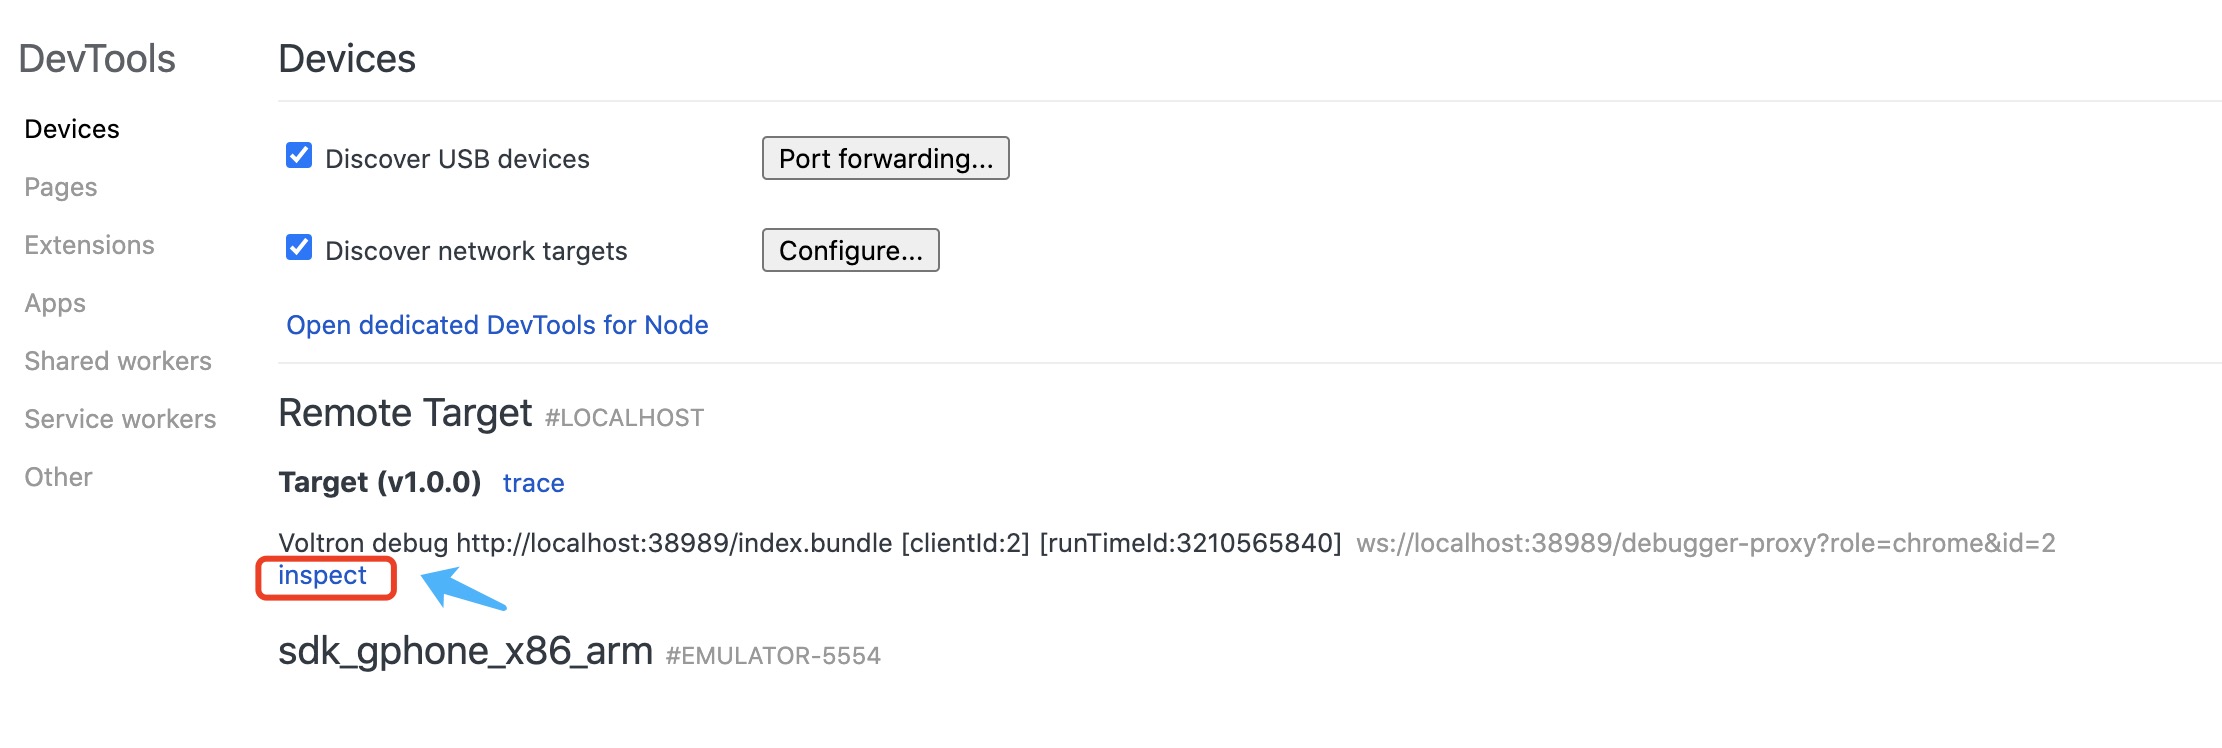 DevTools
Devices
Pages
Extensions
Apps
Shared workers
Service workers
Other
Devices
Discover USB devices
Port forwarding...
Discover network targets
Configure...
Open dedicated DevTools for Node
Remote Target #LOCALHOST
Target (v1.0.0) trace
Voltron debug http://localhost:38989/index.bundle [clientId:2] [runTimeId:3210565840] ws://localhost:38989/debugger-proxy?role=chrome&id=2
inspect
sdk_gphone_x86_arm #EMULATOR-5554